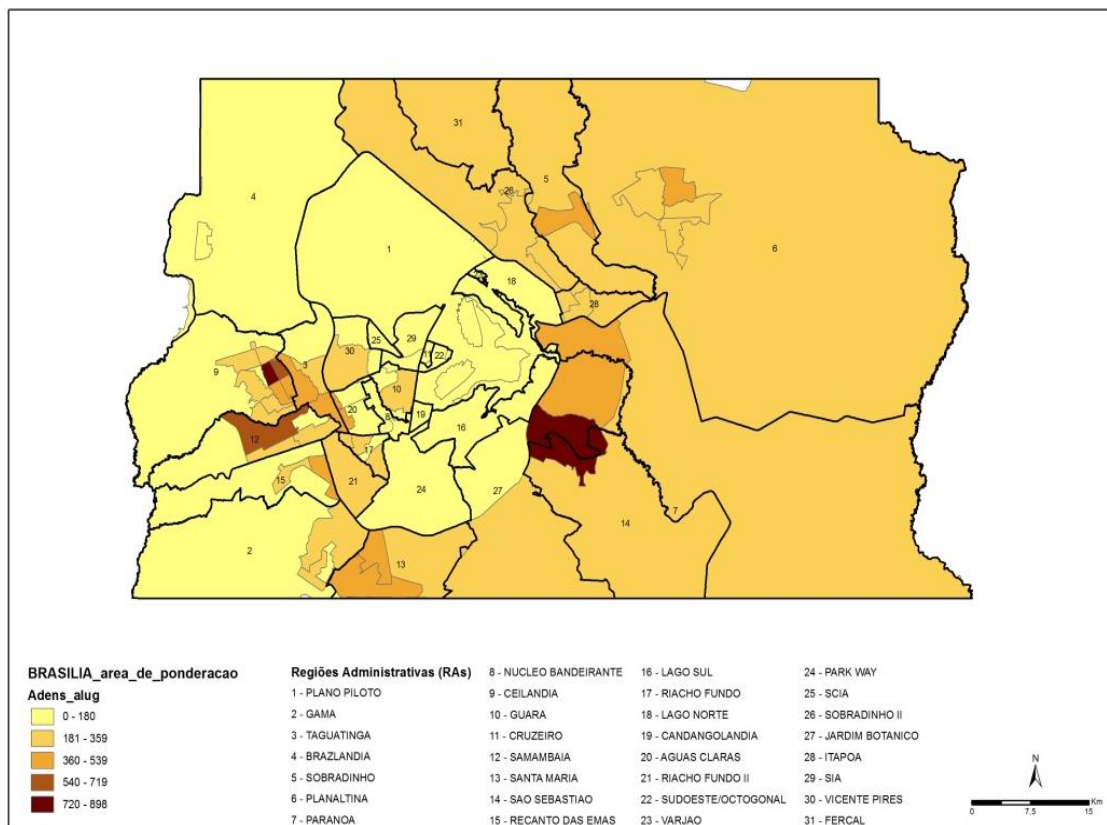 31
5
26
4
1
6
18
28
25
29
30
22
3
9
10
20
8
19
16
12
17
15
21
24
27
7
14
2
13
BRASILIA_area_de_ponderacao
Adens_alug
0 - 180
181 - 359
360 - 539
540 - 719
720 - 898
Regiões Administrativas (RAs)
1 - PLANO PILOTO
2 - GAMA
3 - TAGUATINGA
4 - BRAZLANDIA
5 - SOBRADINHO
6 - PLANALTINA
7 - PARANOA
8 - NUCLEO BANDEIRANTE
9 - CEILANDIA
10 - GUARA
11 - CRUZEIRO
12 - SAMAMBAIA
13 - SANTA MARIA
14 - SAO SEBASTIAO
15 - RECANTO DAS EMAS
16 - LAGO SUL
17 - RIACHO FUNDO
18 - LAGO NORTE
19 - CANDANGOLANDIA
20 - AGUAS CLARAS
21 - RIACHO FUNDO II
22 - SUDOESTE/OCTOGONAL
23 - VARJAO
24 - PARK WAY
25 - SCIA
26 - SOBRADINHO II
27 - JARDIM BOTANICO
28 - ITAPOA
29 - SIA
30 - VICENTE PIRES
31 - FERCAL
N
Km
0 7,5 15